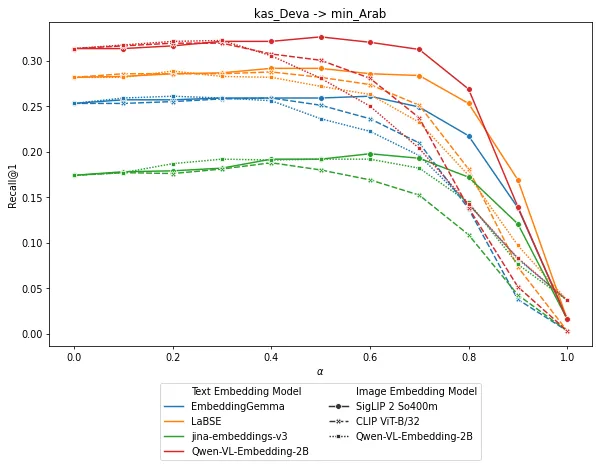 kas_Deva -> min_Arab
Recall@1
0.30
0.25
0.20
0.15
0.10
0.05
0.00
0.0 0.2 0.4 0.6 0.8 1.0
α
Text Embedding Model
EmbeddingGemma
LaBSE
jina-embeddings-v3
Qwen-VL-Embedding-2B
Image Embedding Model
SigLIP 2 So400m
CLIP ViT-B/32
Qwen-VL-Embedding-2B